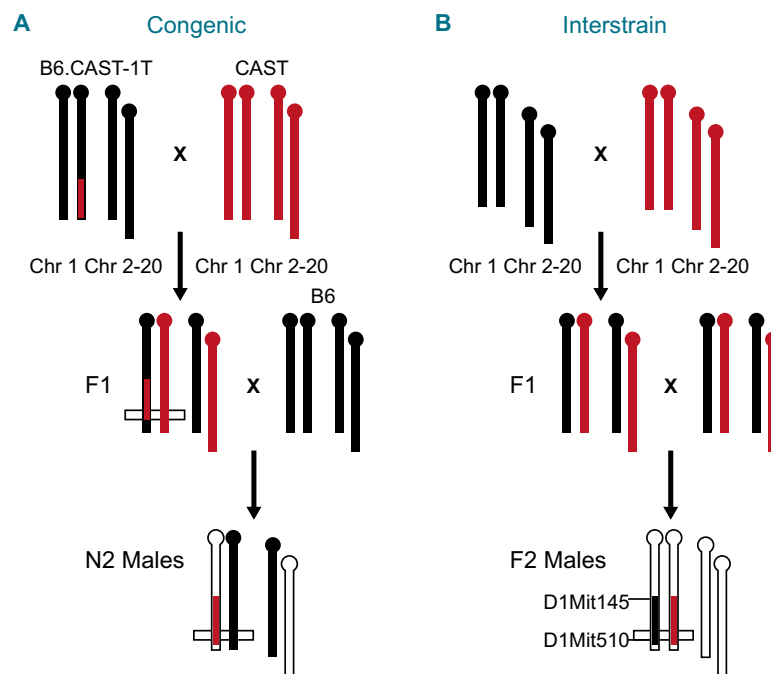 A Congenic
B6.CAST-1T CAST
X
Chr 1 Chr 2-20 Chr 1 Chr 2-20
B6
F1
X
N2 Males
B Interstrain
X
Chr 1 Chr 2-20 Chr 1 Chr 2-20
F1
X
F2 Males
D1Mit145
D1Mit510